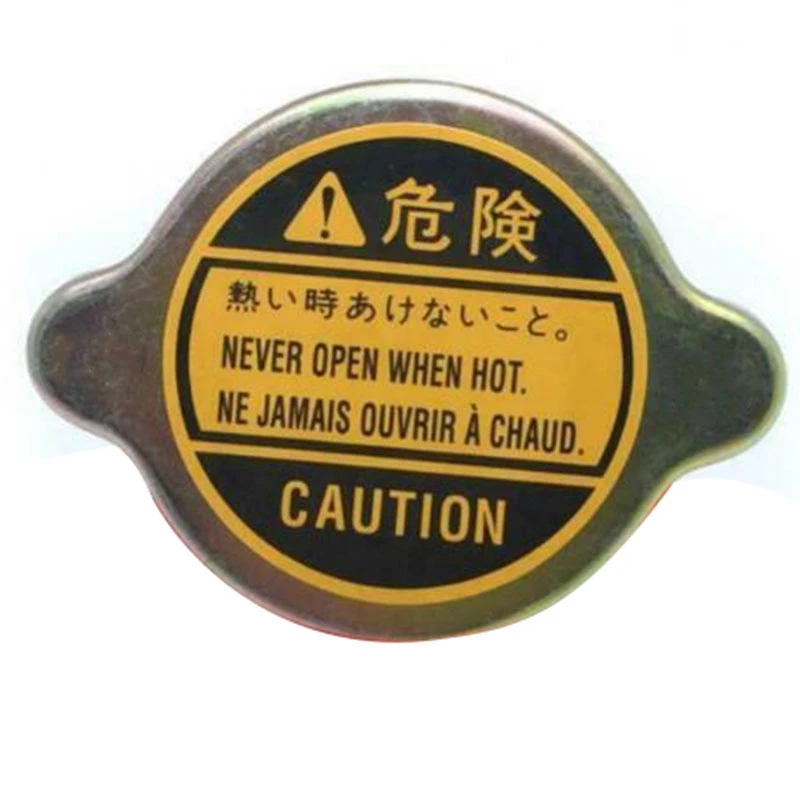 危険
熱い時あけないこと。
NEVER OPEN WHEN HOT.
NE JAMAIS OUVRIR À CHAUD.
CAUTION